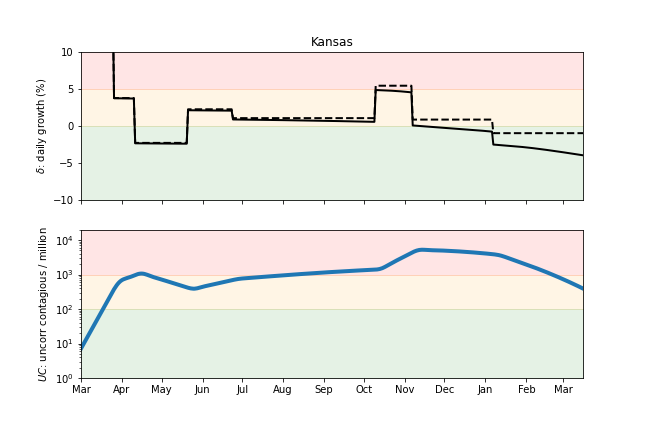 Kansas
δ: daily growth (%)
10
5
0
−5
−10
UC: uncorr contagious / million
10⁴
10³
10²
10¹
10⁰
Mar Apr May Jun Jul Aug Sep Oct Nov Dec Jan Feb Mar